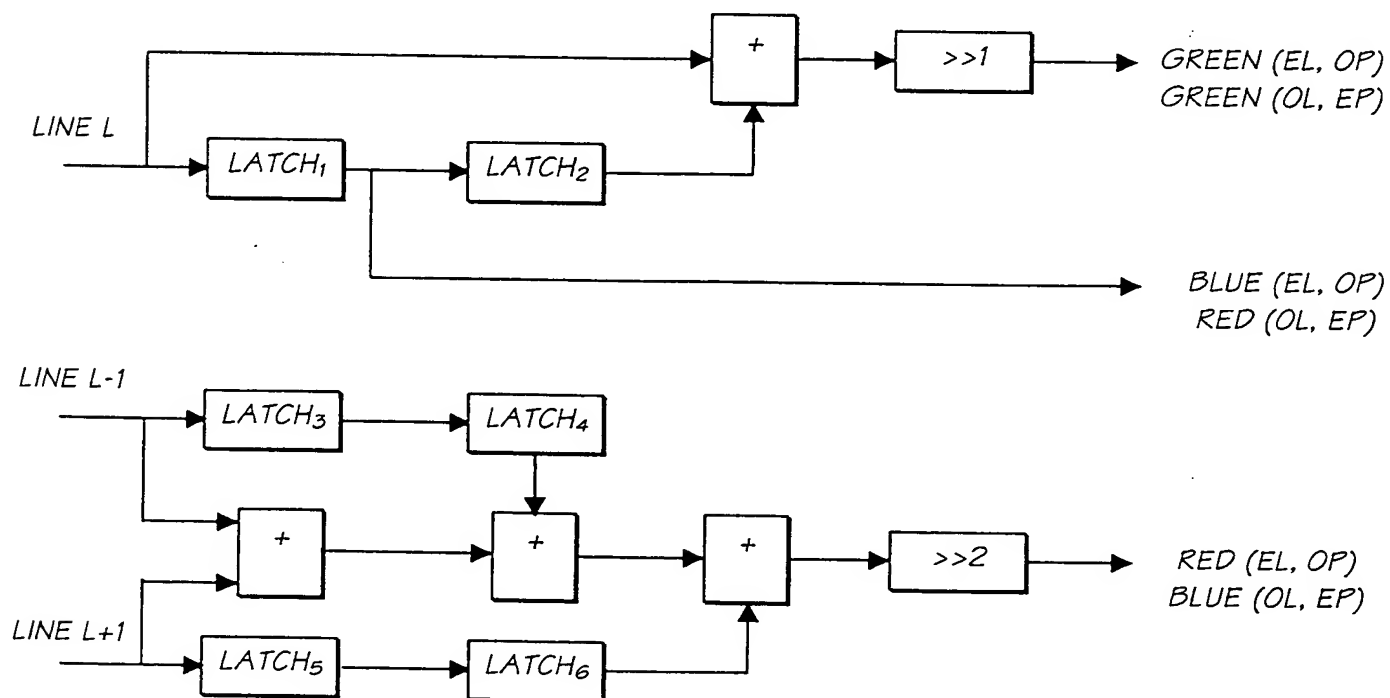 +
>>1
GREEN (EL, OP)
GREEN (OL, EP)
LINE L
LATCH₁
LATCH₂
BLUE (EL, OP)
RED (OL, EP)
LINE L-1
LATCH₃
LATCH₄
+
+
+
>>2
RED (EL, OP)
BLUE (OL, EP)
LINE L+1
LATCH₅
LATCH₆